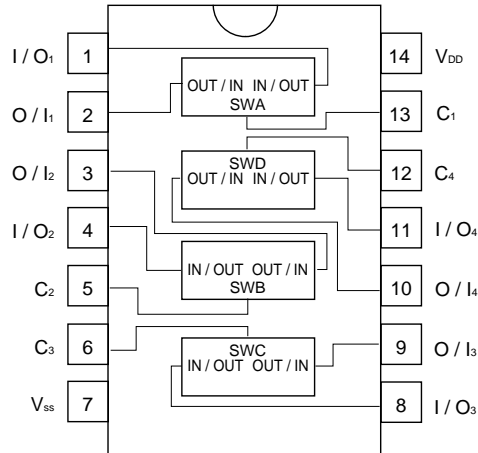 I / O1 1 14 VDD
OUT / IN IN / OUT
SWA
O / I1 2 13 C1
O / I2 3 12 C4
SWD
OUT / IN IN / OUT
I / O2 4 11 I / O4
IN / OUT OUT / IN
SWB
C2 5 10 O / I4
C3 6 9 O / I3
SWC
IN / OUT OUT / IN
Vss 7 8 I / O3